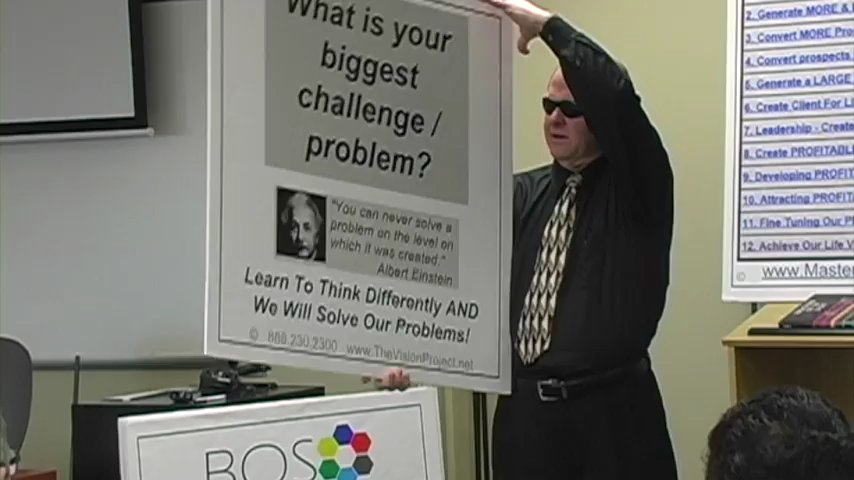 What is your
biggest
challenge /
problem?
"You can never solve a
problem on the level on
which it was created."
Albert Einstein
Learn To Think Differently AND
We Will Solve Our Problems!
© 888.230.2300 www.TheVisionProject.net
BOS
2. Generate MORE &
3. Convert MORE Pro
4. Convert prospects
5. Generate a LARGE
6. Create Client For Li
7. Leadership - Create
8. Create PROFITABL
9. Developing PROFIT
10. Attracting PROFIT
11. Fine Tuning Our P
12. Achieve Our Life V
© www.Master